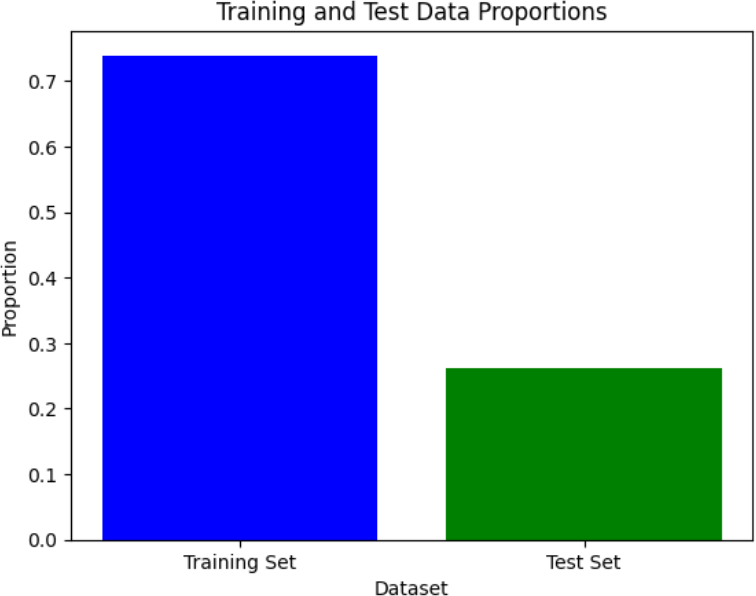 Training and Test Data Proportions
Proportion
0.7
0.6
0.5
0.4
0.3
0.2
0.1
0.0
Training Set
Test Set
Dataset